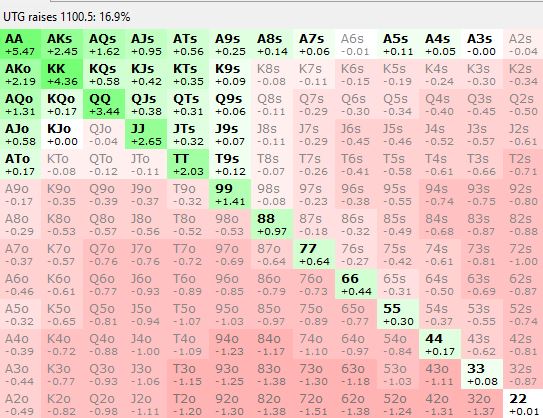 UTG raises 1100.5: 16.9%
AA AKs AQs AJs ATs A9s A8s A7s A6s A5s A4s A3s A2s
+5.47 +2.45 +1.62 +0.95 +0.56 +0.25 +0.14 +0.06 -0.01 +0.11 +0.05 -0.00 -0.04
AKo KK KQs KJs KTs K9s K8s K7s K6s K5s K4s K3s K2s
+2.19 +4.36 +0.58 +0.42 +0.35 +0.09 -0.08 -0.11 -0.15 -0.19 -0.24 -0.30 -0.34
AQo KQo QQ QJs QTs Q9s Q8s Q7s Q6s Q5s Q4s Q3s Q2s
+1.31 +0.17 +3.44 +0.38 +0.31 +0.06 -0.11 -0.29 -0.30 -0.34 -0.40 -0.45 -0.50
AJo KJo QJo JJ JTs J9s J8s J7s J6s J5s J4s J3s J2s
+0.58 +0.00 -0.04 +2.65 +0.32 +0.07 -0.11 -0.29 -0.45 -0.46 -0.52 -0.57 -0.61
ATo KTo QTo JTo TT T9s T8s T7s T6s T5s T4s T3s T2s
+0.17 -0.08 -0.12 -0.11 +2.03 +0.12 -0.07 -0.26 -0.41 -0.58 -0.61 -0.66 -0.71
A9o K9o Q9o J9o T9o 99 98s 97s 96s 95s 94s 93s 92s
-0.17 -0.35 -0.39 -0.37 -0.32 +1.41 -0.08 -0.23 -0.38 -0.55 -0.74 -0.75 -0.80
A8o K8o Q8o J8o T8o 98o 88 87s 86s 85s 84s 83s 82s
-0.29 -0.53 -0.57 -0.56 -0.52 -0.53 +0.97 -0.18 -0.32 -0.49 -0.68 -0.87 -0.88
A7o K7o Q7o J7o T7o 97o 87o 77 76s 75s 74s 73s 72s
-0.37 -0.57 -0.76 -0.76 -0.72 -0.69 -0.64 +0.64 -0.27 -0.42 -0.61 -0.81 -1.00
A6o K6o Q6o J6o T6o 96o 86o 76o 66 65s 64s 63s 62s
-0.46 -0.61 -0.77 -0.93 -0.89 -0.85 -0.79 -0.73 +0.44 -0.31 -0.50 -0.69 -0.87
A5o K5o Q5o J5o T5o 95o 85o 75o 65o 55 54s 53s 52s
-0.32 -0.65 -0.81 -0.94 -1.07 -1.03 -0.97 -0.89 -0.77 +0.30 -0.37 -0.55 -0.74
A4o K4o Q4o J4o T4o 94o 84o 74o 64o 54o 44 43s 42s
-0.39 -0.72 -0.88 -1.00 -1.09 -1.23 -1.17 -1.10 -0.97 -0.84 +0.17 -0.62 -0.81
A3o K3o Q3o J3o T3o 93o 83o 73o 63o 53o 43o 33 32s
-0.44 -0.77 -0.93 -1.06 -1.15 -1.25 -1.38 -1.30 -1.18 -1.03 -1.11 +0.08 -0.87
A2o K2o Q2o J2o T2o 92o 82o 72o 62o 52o 42o 32o 22
-0.49 -0.82 -0.98 -1.11 -1.20 -1.30 -1.38 -1.51 -1.38 -1.24 -1.31 -1.38 +0.01